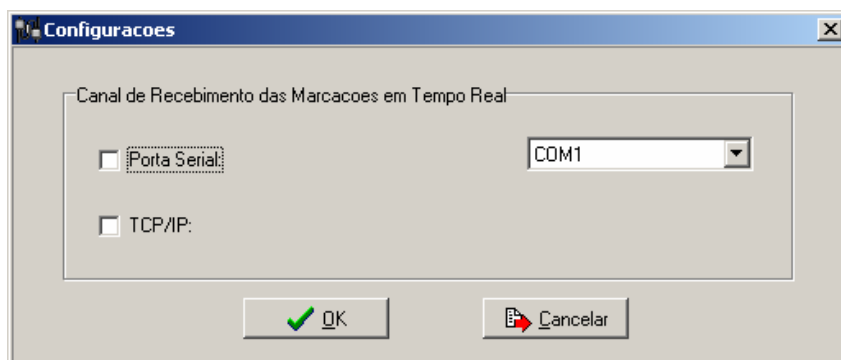 Configuracoes
Canal de Recebimento das Marcacoes em Tempo Real
Porta Serial: COM1
TCP/IP:
OK Cancelar